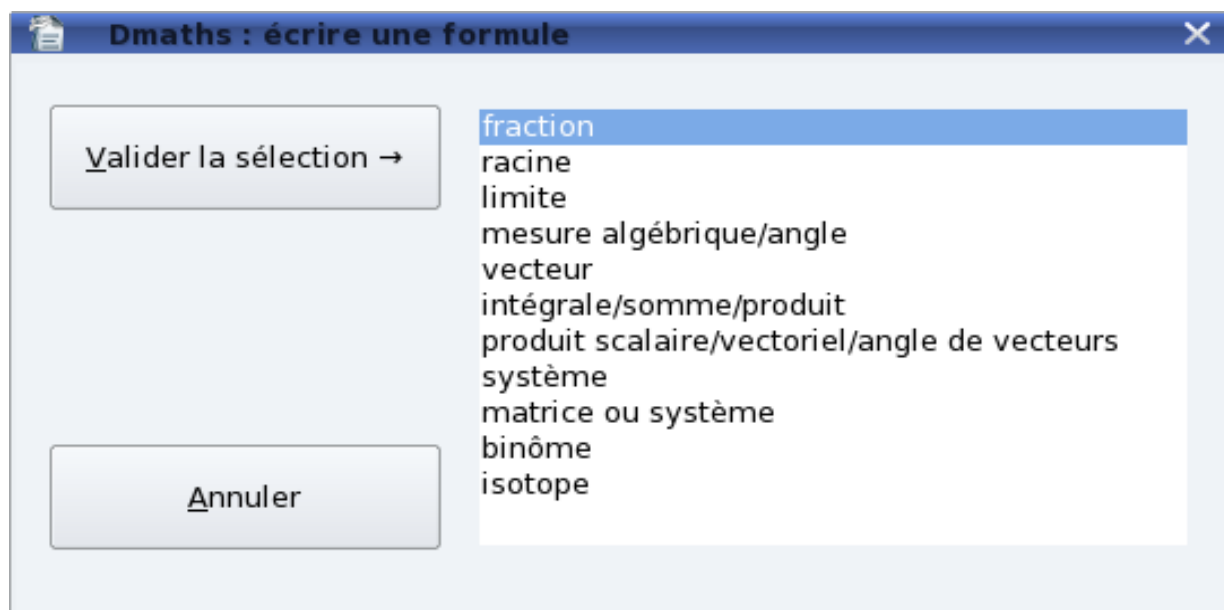 Dmaths : écrire une formule
Valider la sélection →
fraction
racine
limite
mesure algébrique/angle
vecteur
intégrale/somme/produit
produit scalaire/vectoriel/angle de vecteurs
système
matrice ou système
binôme
isotope
Annuler